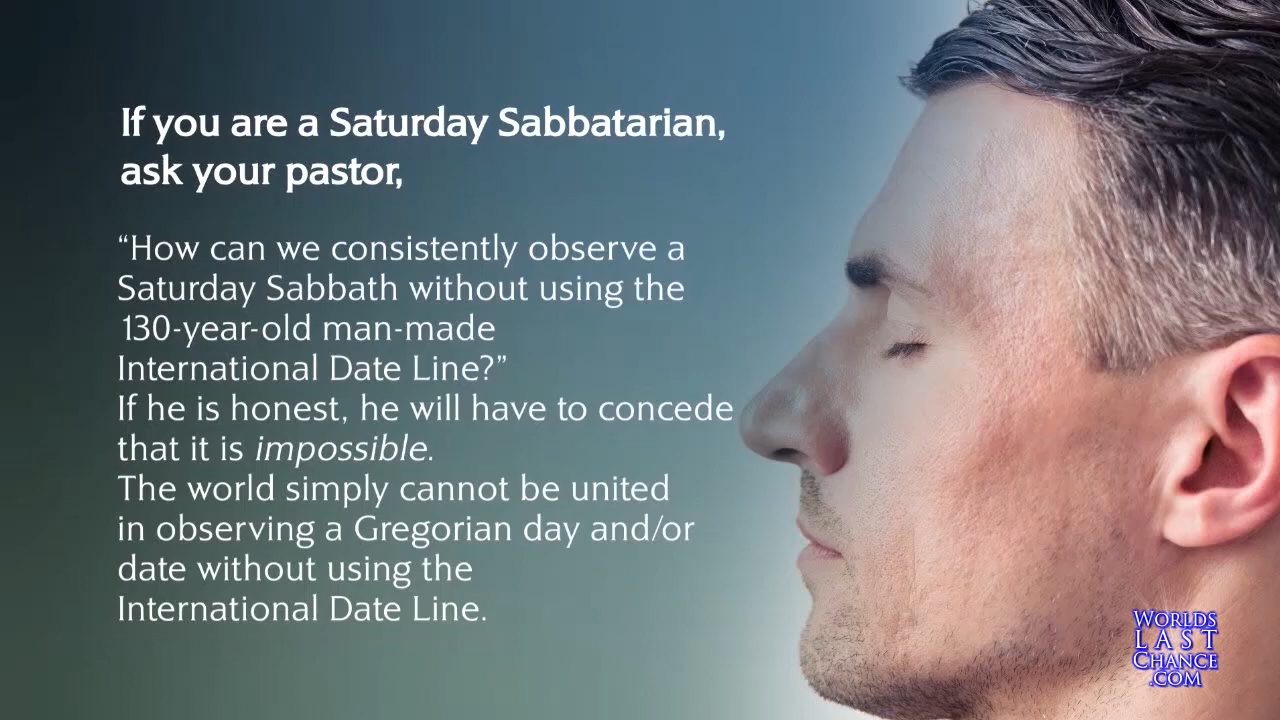 If you are a Saturday Sabbatarian,
ask your pastor,
“How can we consistently observe a
Saturday Sabbath without using the
130-year-old man-made
International Date Line?”
If he is honest, he will have to concede
that it is impossible.
The world simply cannot be united
in observing a Gregorian day and/or
date without using the
International Date Line.
WORLDS
LAST
CHANCE
.COM